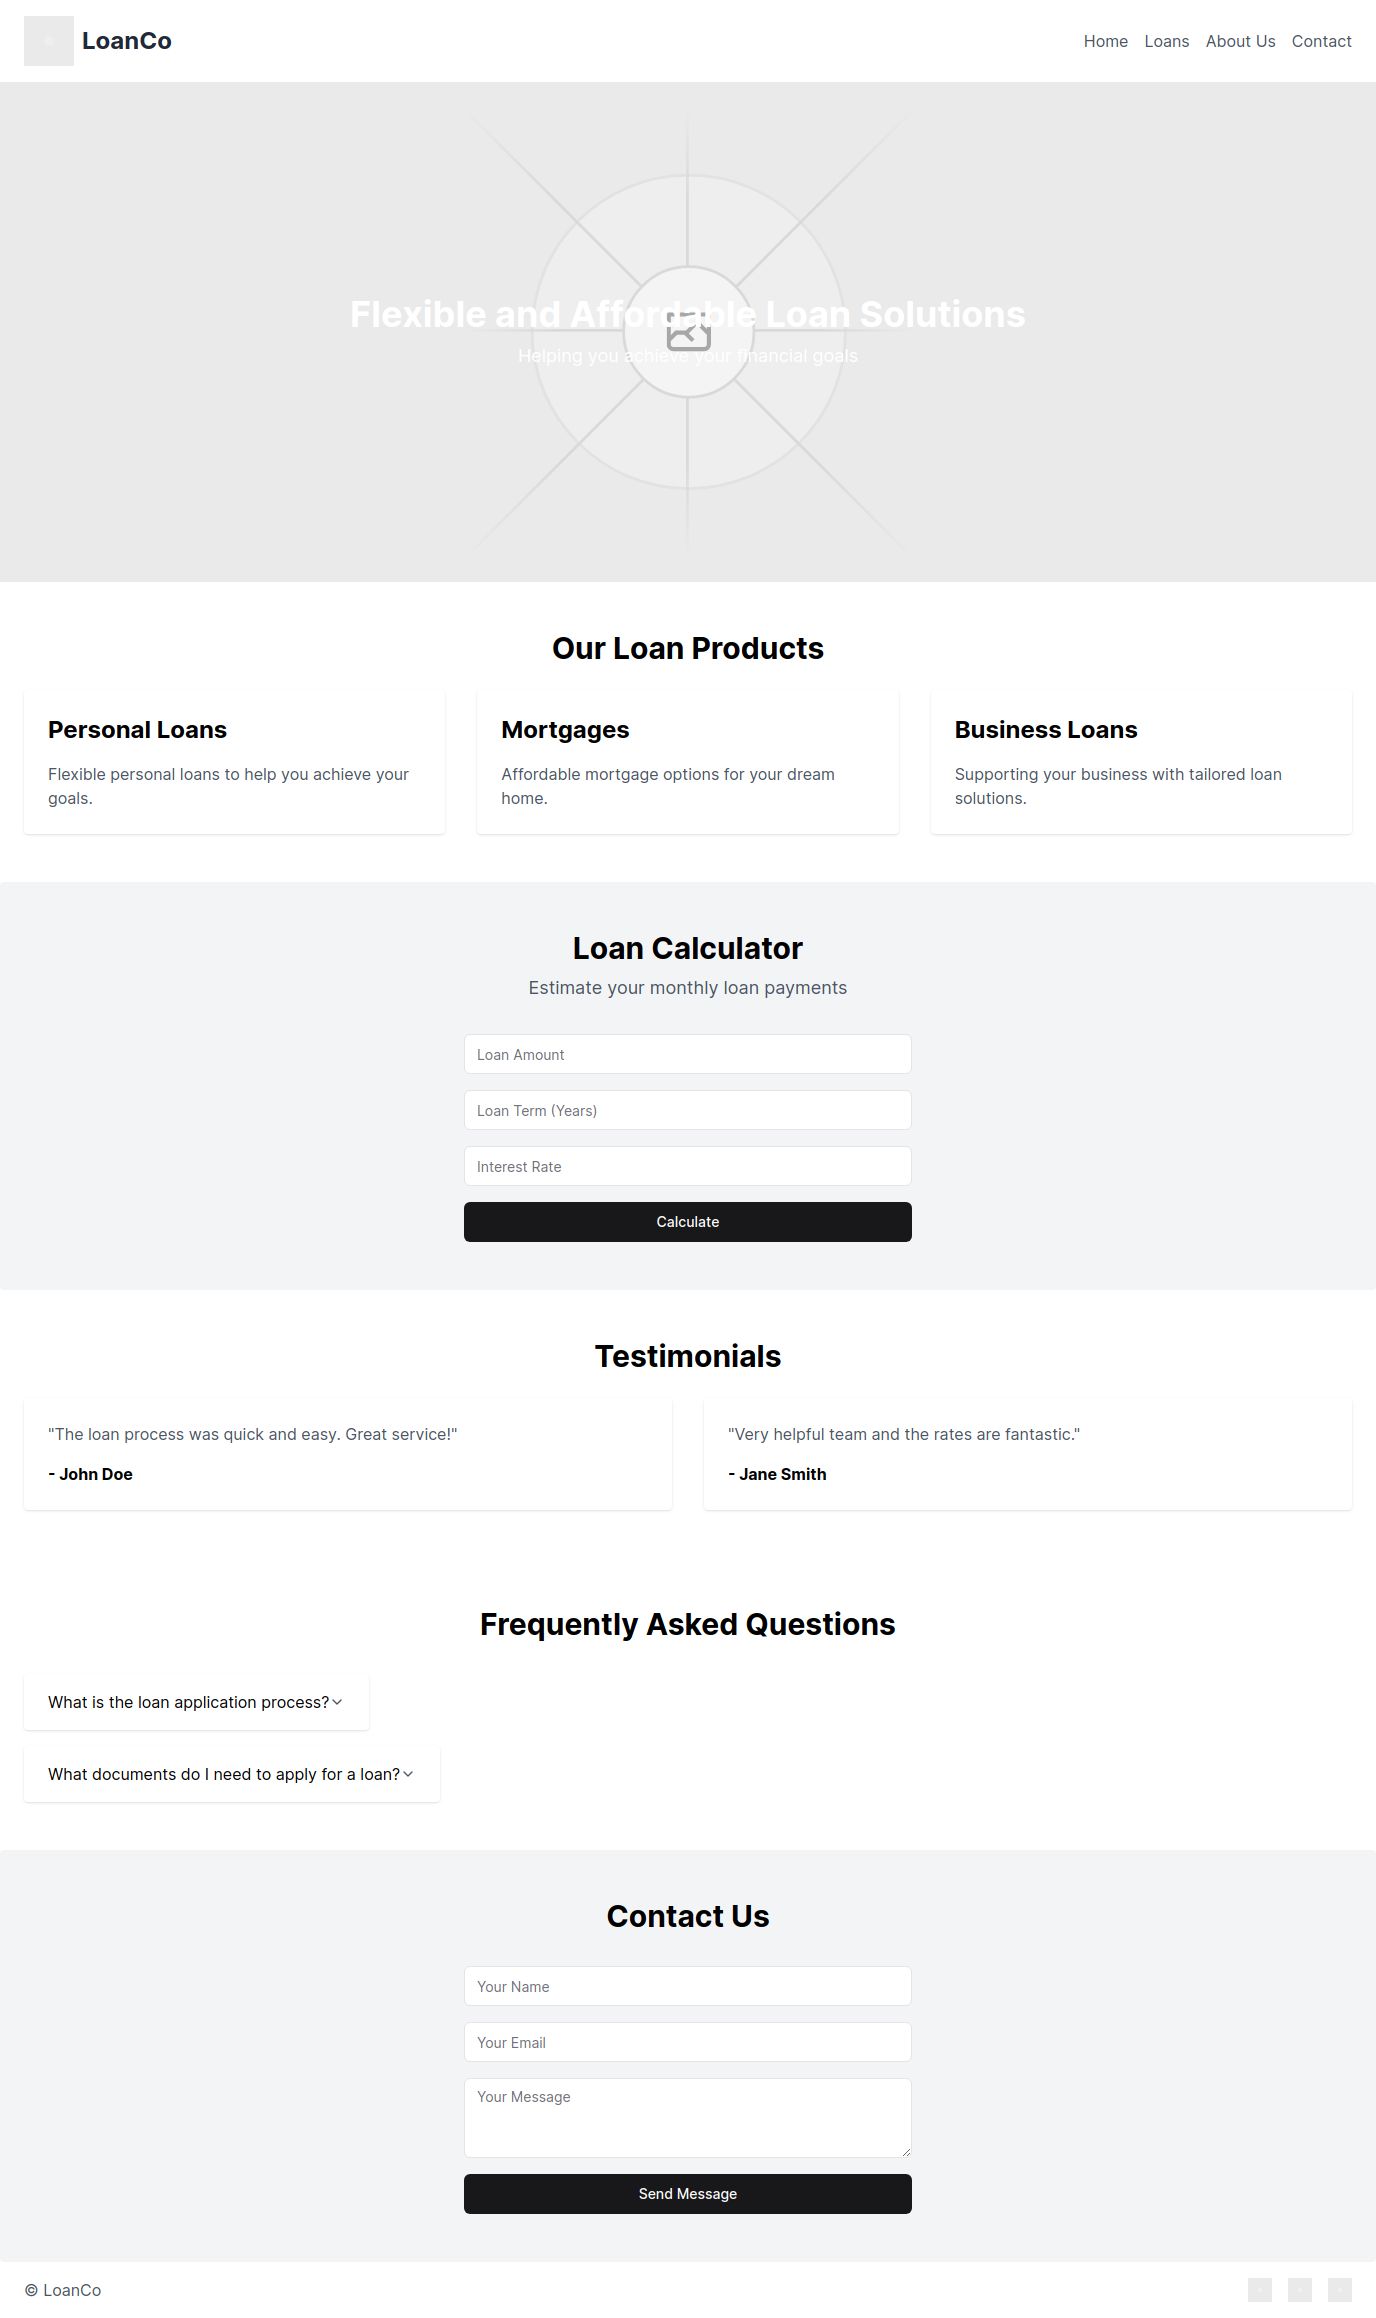 LoanCo
Home Loans About Us Contact
Flexible and Affordable Loan Solutions
Helping you achieve your financial goals
Our Loan Products
Personal Loans
Flexible personal loans to help you achieve your
goals.
Mortgages
Affordable mortgage options for your dream
home.
Business Loans
Supporting your business with tailored loan
solutions.
Loan Calculator
Estimate your monthly loan payments
Loan Amount
Loan Term (Years)
Interest Rate
Calculate
Testimonials
"The loan process was quick and easy. Great service!"
- John Doe
"Very helpful team and the rates are fantastic."
- Jane Smith
Frequently Asked Questions
What is the loan application process?
What documents do I need to apply for a loan?
Contact Us
Your Name
Your Email
Your Message
Send Message
© LoanCo